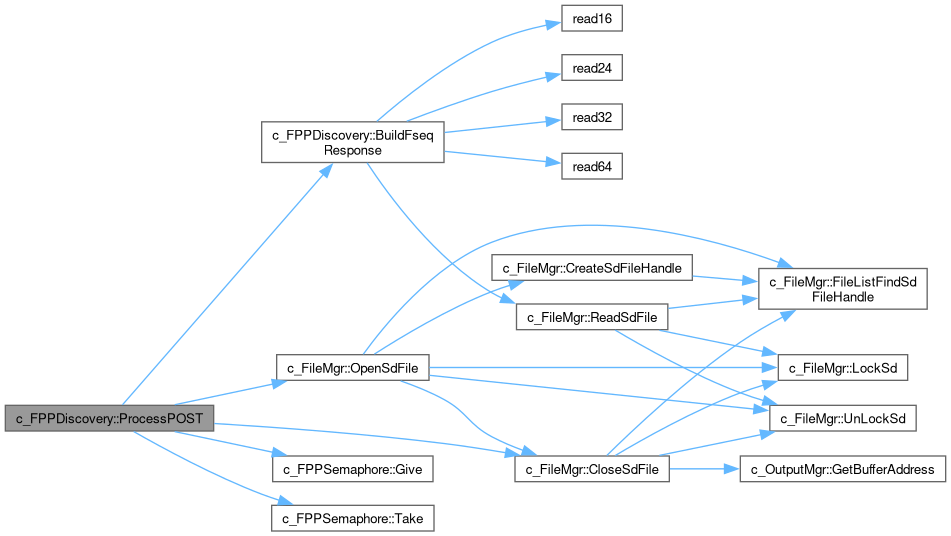 read16
read24
read32
read64
c_FPPDiscovery::BuildFseq
Response
c_FileMgr::CreateSdFileHandle
c_FileMgr::FileListFindSd
FileHandle
c_FileMgr::ReadSdFile
c_FileMgr::OpenSdFile
c_FileMgr::LockSd
c_FPPDiscovery::ProcessPOST
c_FileMgr::UnLockSd
c_FPPSemaphore::Give
c_FileMgr::CloseSdFile
c_OutputMgr::GetBufferAddress
c_FPPSemaphore::Take